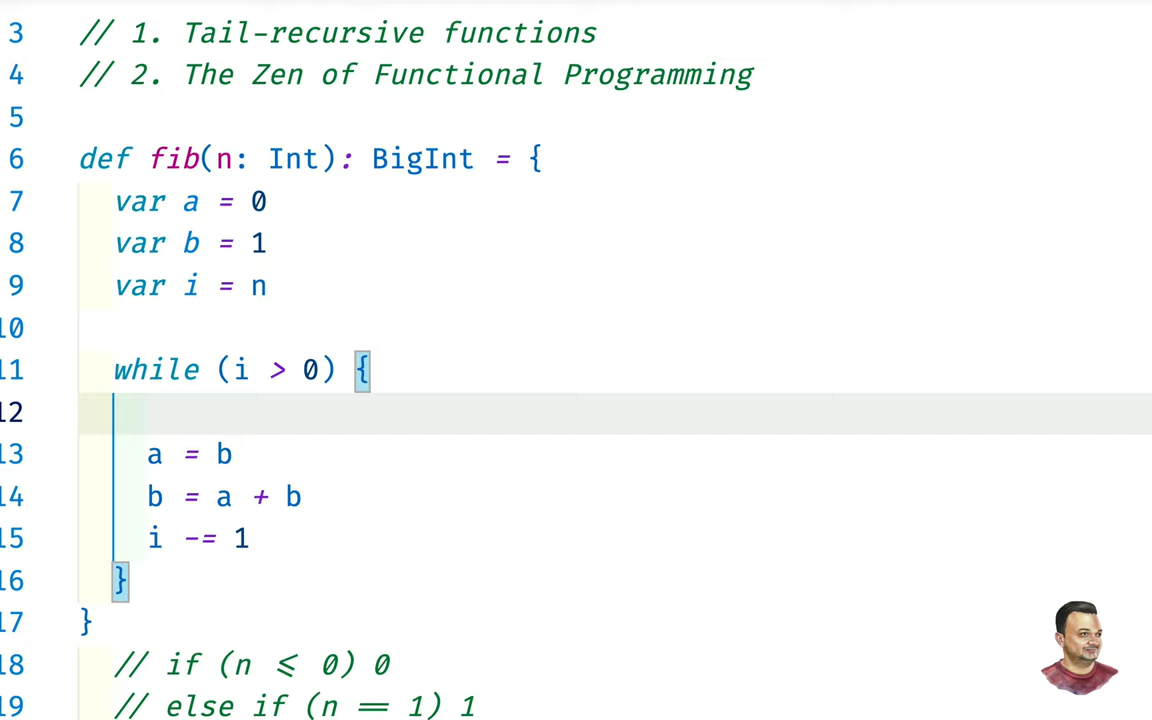 3 // 1. Tail-recursive functions
4 // 2. The Zen of Functional Programming
5
6 def fib(n: Int): BigInt = {
7 var a = 0
8 var b = 1
9 var i = n
10
11 while (i > 0) {
12
13 a = b
14 b = a + b
15 i -= 1
16 }
17 }
18 // if (n <= 0) 0
19 // else if (n == 1) 1